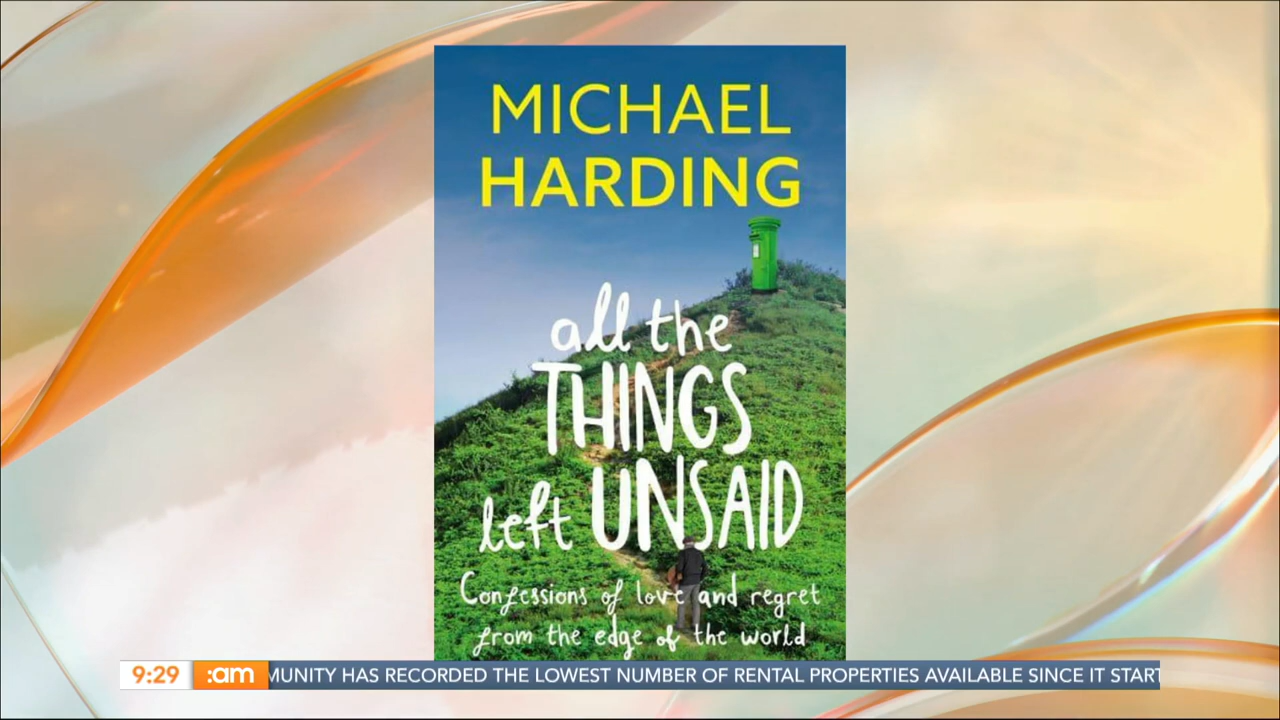 MICHAEL
HARDING
all the
THINGS
left UNSAID
Confessions of love and regret
from the edge of the world
9:29 :am MUNITY HAS RECORDED THE LOWEST NUMBER OF RENTAL PROPERTIES AVAILABLE SINCE IT START